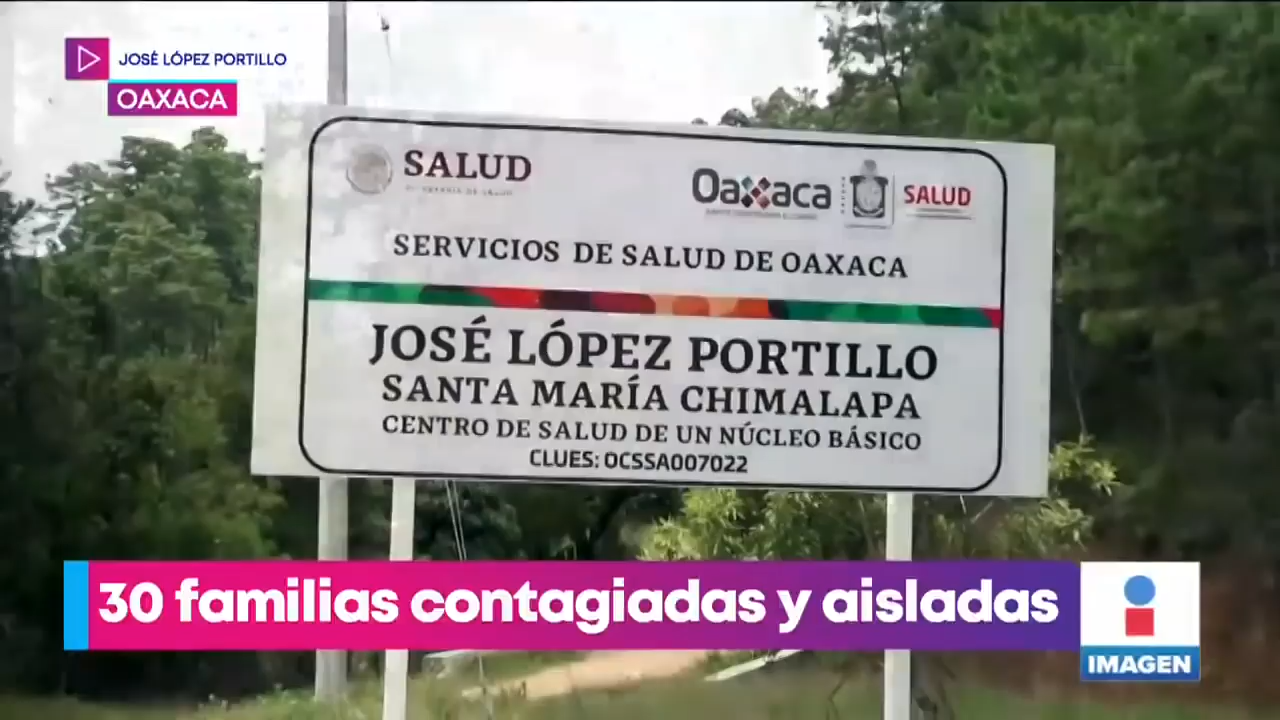 JOSÉ LÓPEZ PORTILLO
OAXACA
SALUD
Oaxaca
SALUD
SERVICIOS DE SALUD DE OAXACA
JOSÉ LÓPEZ PORTILLO
SANTA MARÍA CHIMALAPA
CENTRO DE SALUD DE UN NÚCLEO BÁSICO
CLUES: OCSSA007022
30 familias contagiadas y aisladas
IMAGEN